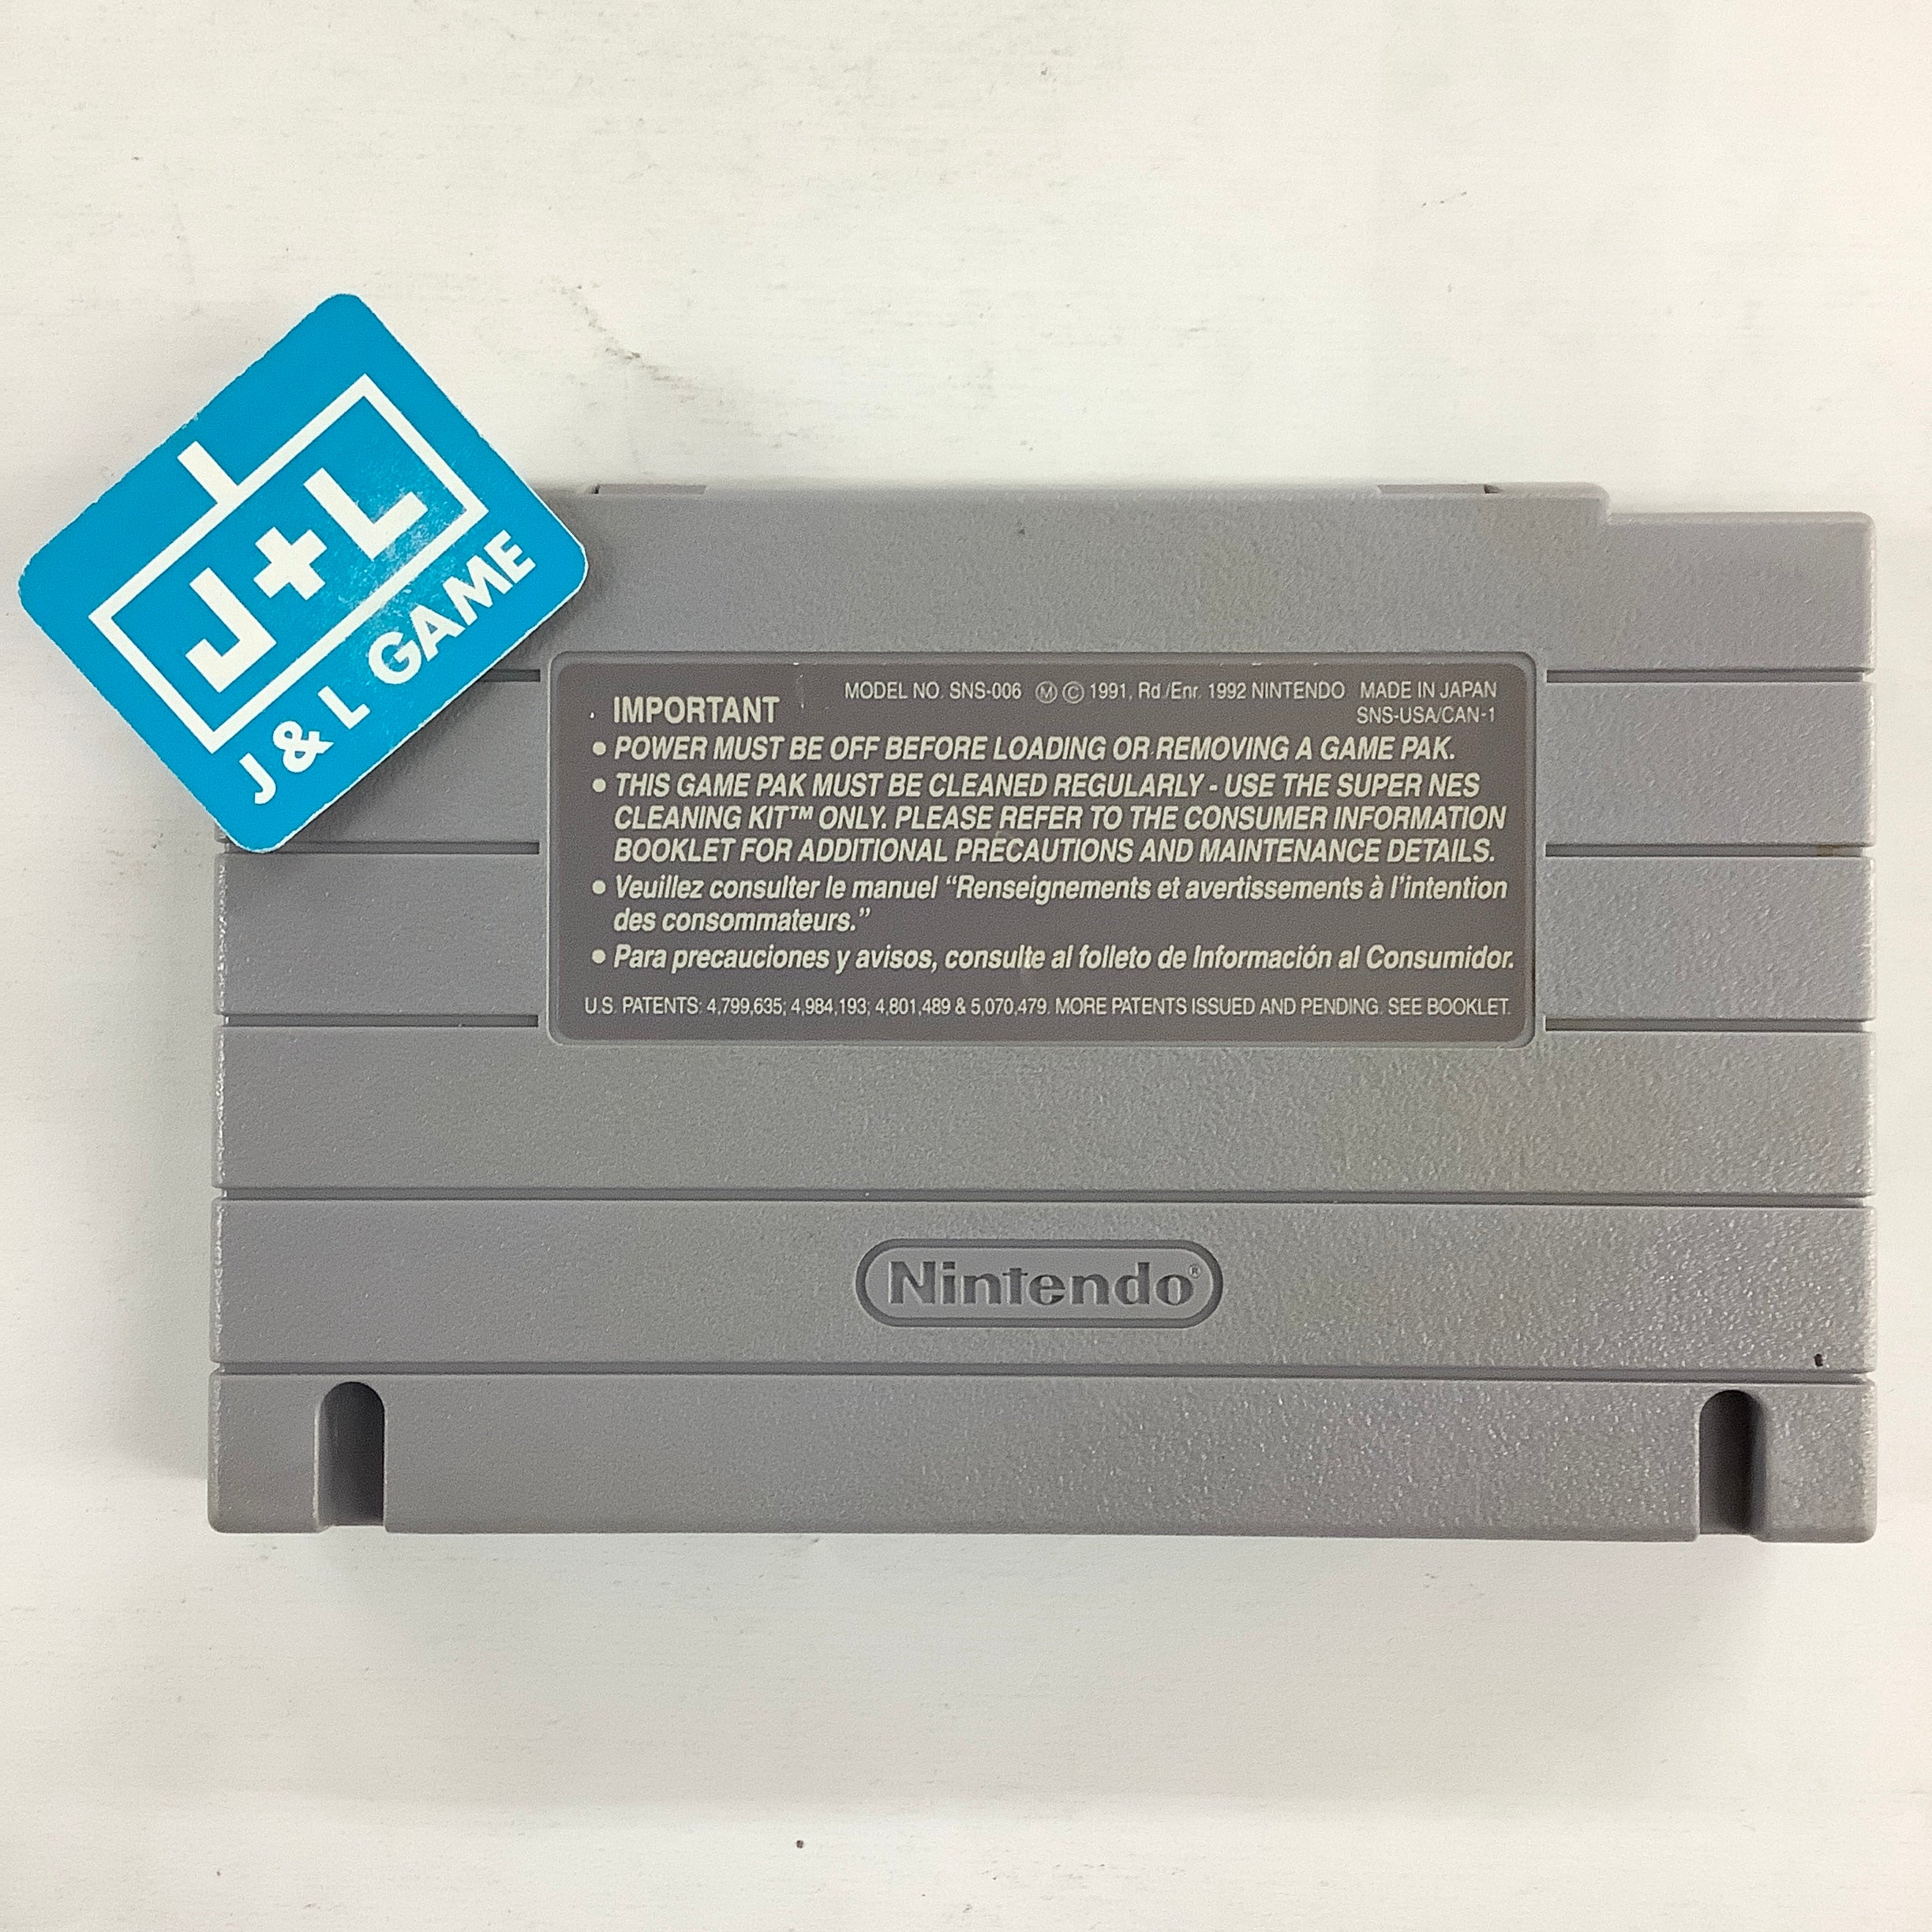 J+L
J & L GAME
MODEL NO. SNS-006 Ⓜ © 1991, Rd./Enr. 1992 NINTENDO MADE IN JAPAN
IMPORTANT
SNS-USA/CAN-1
• POWER MUST BE OFF BEFORE LOADING OR REMOVING A GAME PAK.
• THIS GAME PAK MUST BE CLEANED REGULARLY - USE THE SUPER NES
CLEANING KIT™ ONLY. PLEASE REFER TO THE CONSUMER INFORMATION
BOOKLET FOR ADDITIONAL PRECAUTIONS AND MAINTENANCE DETAILS.
• Veuillez consulter le manuel “Renseignements et avertissements à l’intention
des consommateurs.”
• Para precauciones y avisos, consulte al folleto de Información al Consumidor.
U.S. PATENTS: 4,799,635; 4,984,193; 4,801,489 & 5,070,479. MORE PATENTS ISSUED AND PENDING. SEE BOOKLET.
Nintendo®